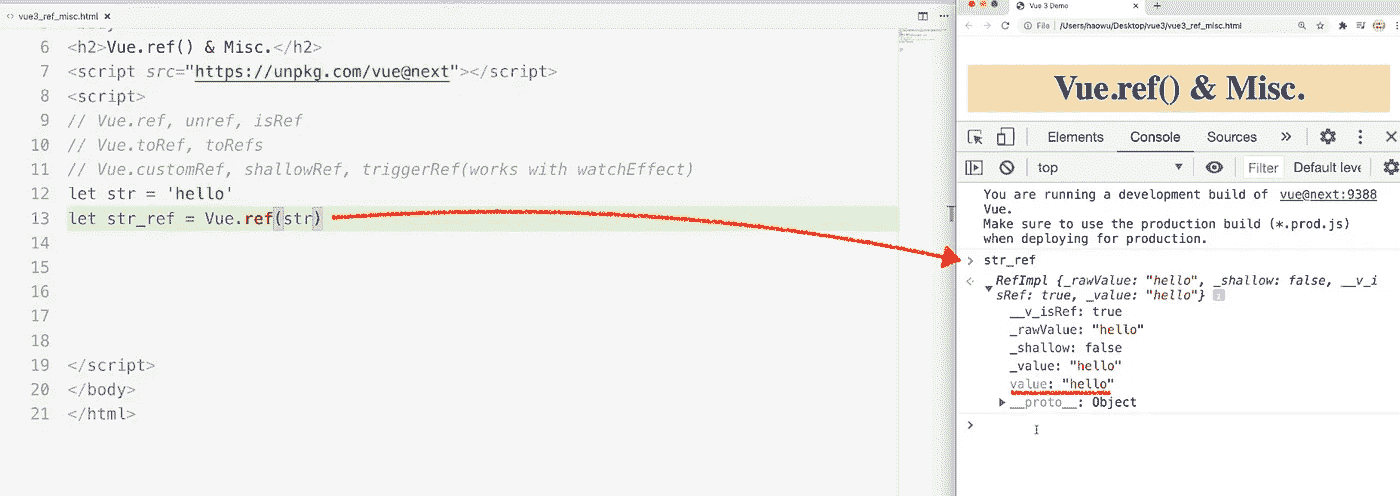 vue3_ref_misc.html
6 <h2>Vue.ref() & Misc.</h2>
7 <script src="https://unpkg.com/vue@next"></script>
8 <script>
9 // Vue.ref, unref, isRef
10 // Vue.toRef, toRefs
11 // Vue.customRef, shallowRef, triggerRef(works with watchEffect)
12 let str = 'hello'
13 let str_ref = Vue.ref(str)
14
15
16
17
18
19 </script>
20 </body>
21 </html>
Vue 3 Demo
File /Users/haowu/Desktop/vue3/vue3_ref_misc.html
Vue.ref() & Misc.
Elements Console Sources
top Filter Default leve
You are running a development build of vue@next:9388
Vue.
Make sure to use the production build (*.prod.js)
when deploying for production.
> str_ref
RefImpl {_rawValue: "hello", _shallow: false, __v_i
sRef: true, _value: "hello"} i
__v_isRef: true
_rawValue: "hello"
_shallow: false
_value: "hello"
value: "hello"
__proto__: Object
>